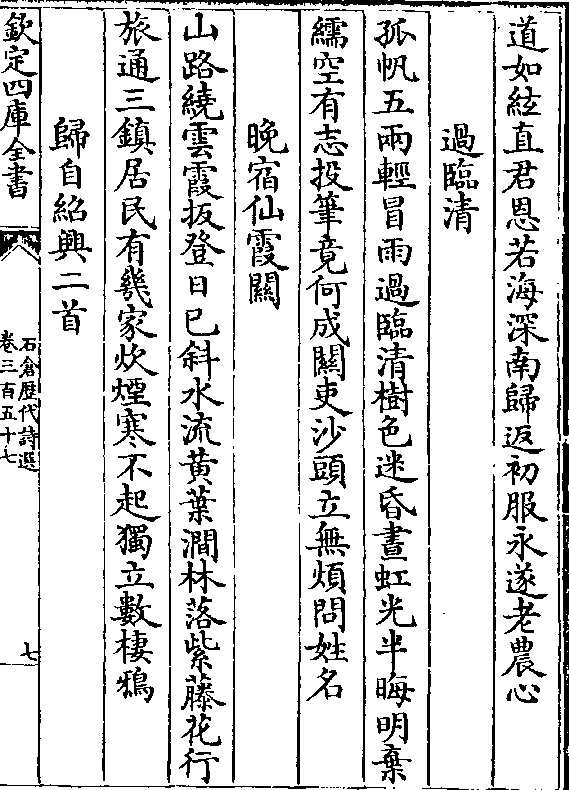 道如絃直君恩若海深南歸返初服永遂老農心
過臨清
孤帆五兩輕冒雨過臨清樹色迷昏晝虹光半晦明棄
繻空有志投筆竟何成關吏沙頭立無煩問姓名
晚宿仙霞關
山路繞雲霞扳登日已斜水流黄葉澗林落紫藤花行
旅通三鎮居民有幾家炊煙寒不起獨立數棲鴉
歸自紹興二首
欽定四庫全書
石倉歴代詩選
卷三百五十七
七